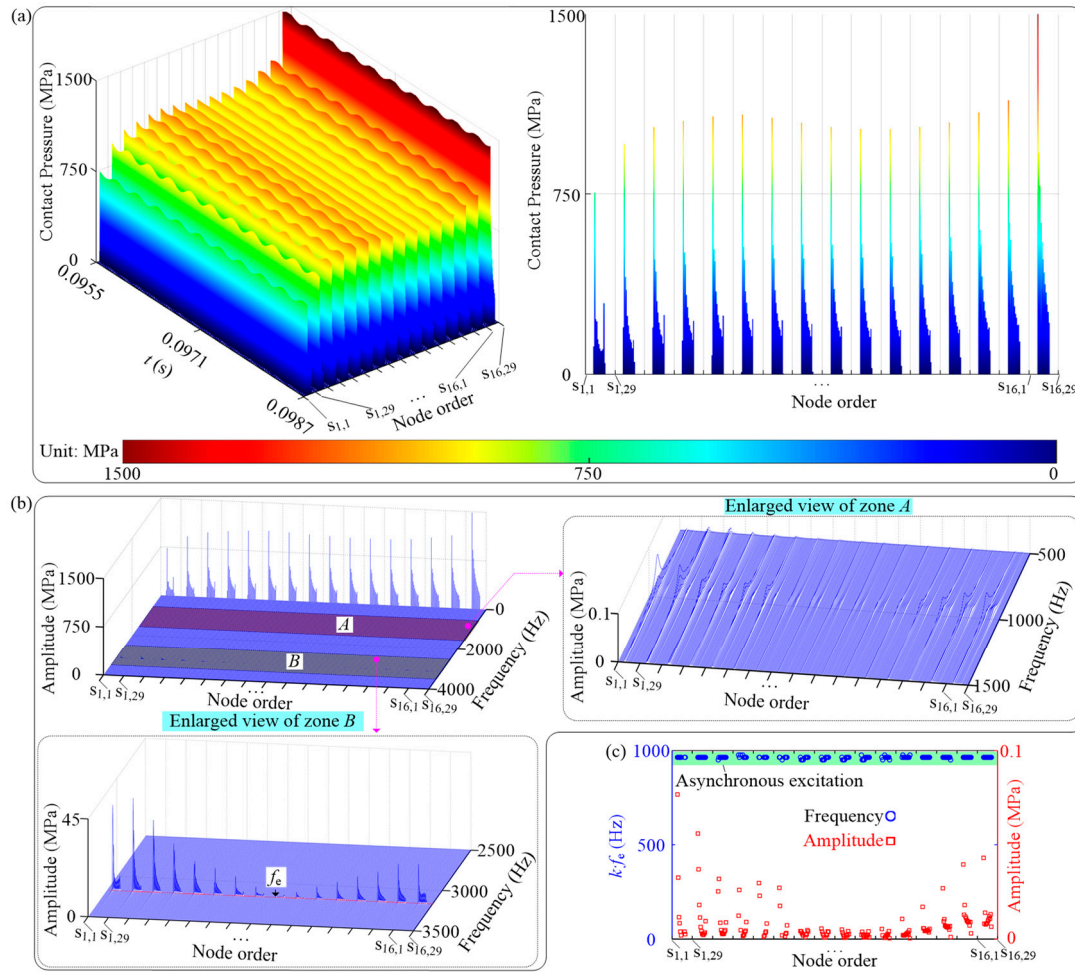 (a)
1500
750
0
Contact Pressure (MPa)
0.0955
0.0971
0.0987
t (s)
s1,1
s1,29
...
s16,1
s16,29
Node order
1500
750
0
Contact Pressure (MPa)
s1,1
s1,29
...
s16,1
s16,29
Node order
Unit: MPa
1500
750
0
(b)
1500
750
0
Amplitude (MPa)
A
B
0
2000
4000
Frequency (Hz)
s1,1
s1,29
...
s16,1
s16,29
Node order
Enlarged view of zone A
Amplitude (MPa)
0.1
0
500
1000
1500
Frequency (Hz)
s1,1
s1,29
...
s16,1
s16,29
Node order
Enlarged view of zone B
45
0
Amplitude (MPa)
fe
2500
3000
3500
Frequency (Hz)
s1,1
s1,29
...
s16,1
s16,29
Node order
(c)
1000
500
0
k·fe (Hz)
Asynchronous excitation
Frequency
Amplitude
0.1
0
Amplitude (MPa)
s1,1
s1,29
...
s16,1
s16,29
Node order